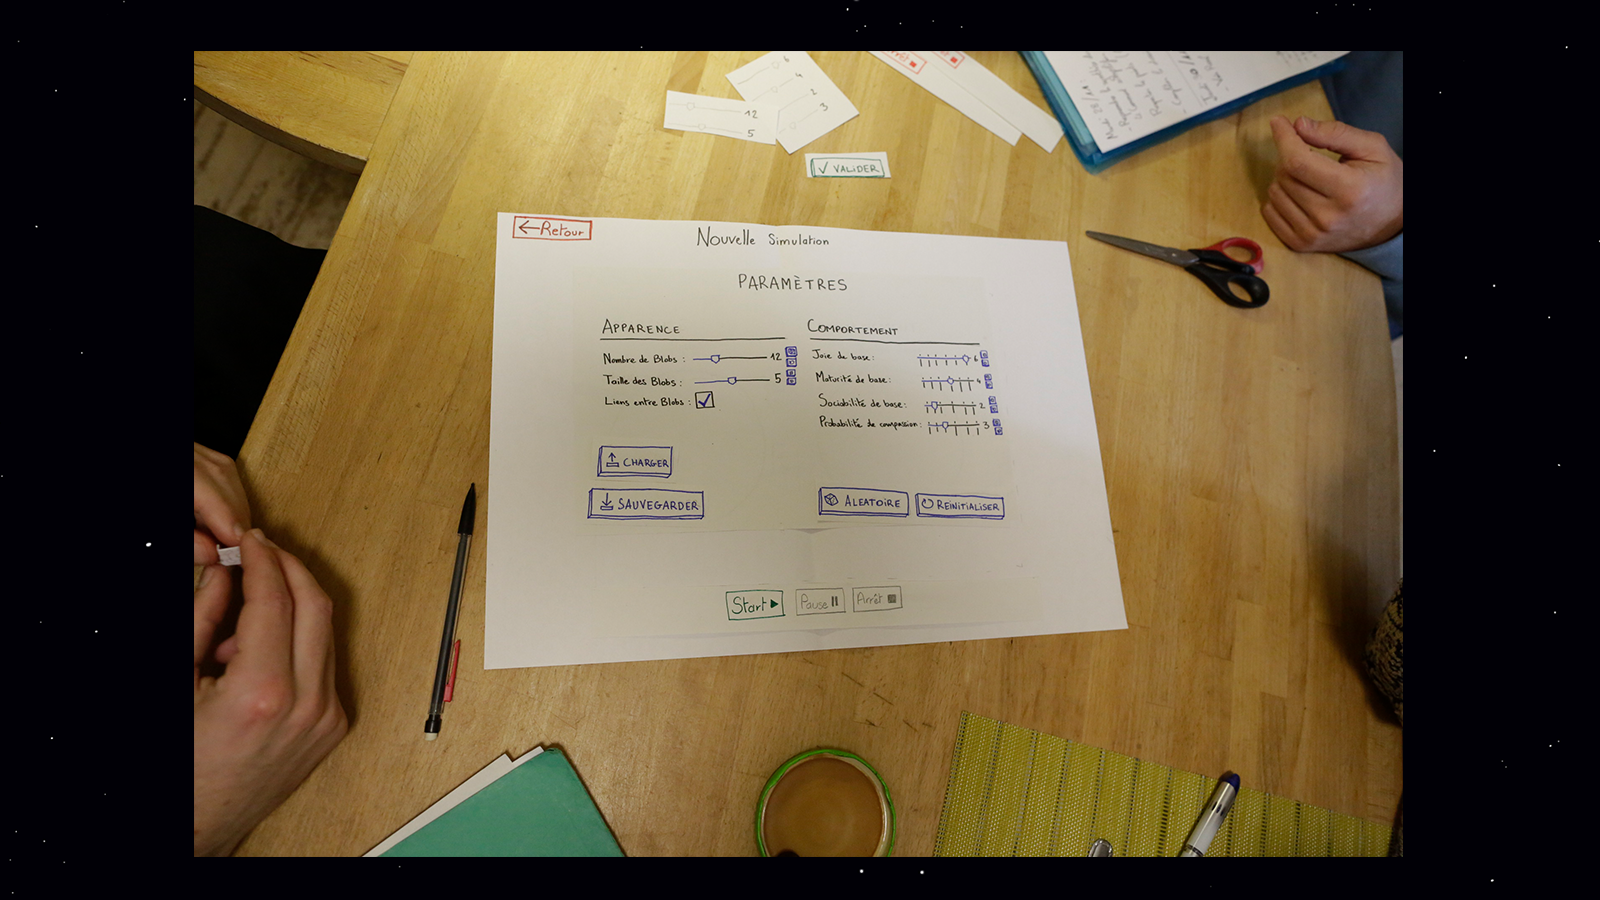 6
4
2
3
12
5
Arrêt
✓ VALIDER
← Retour
Nouvelle Simulation
PARAMÈTRES
APPARENCE
Nombre de Blobs : 12
Taille des Blobs : 5
Liens entre Blobs :
CHARGER
SAUVEGARDER
COMPORTEMENT
Joie de base : 6
Maturité de base : 4
Sociabilité de base : 2
Probabilité de compassion : 3
ALEATOIRE
REINITIALISER
Start
Pause
Arrêt